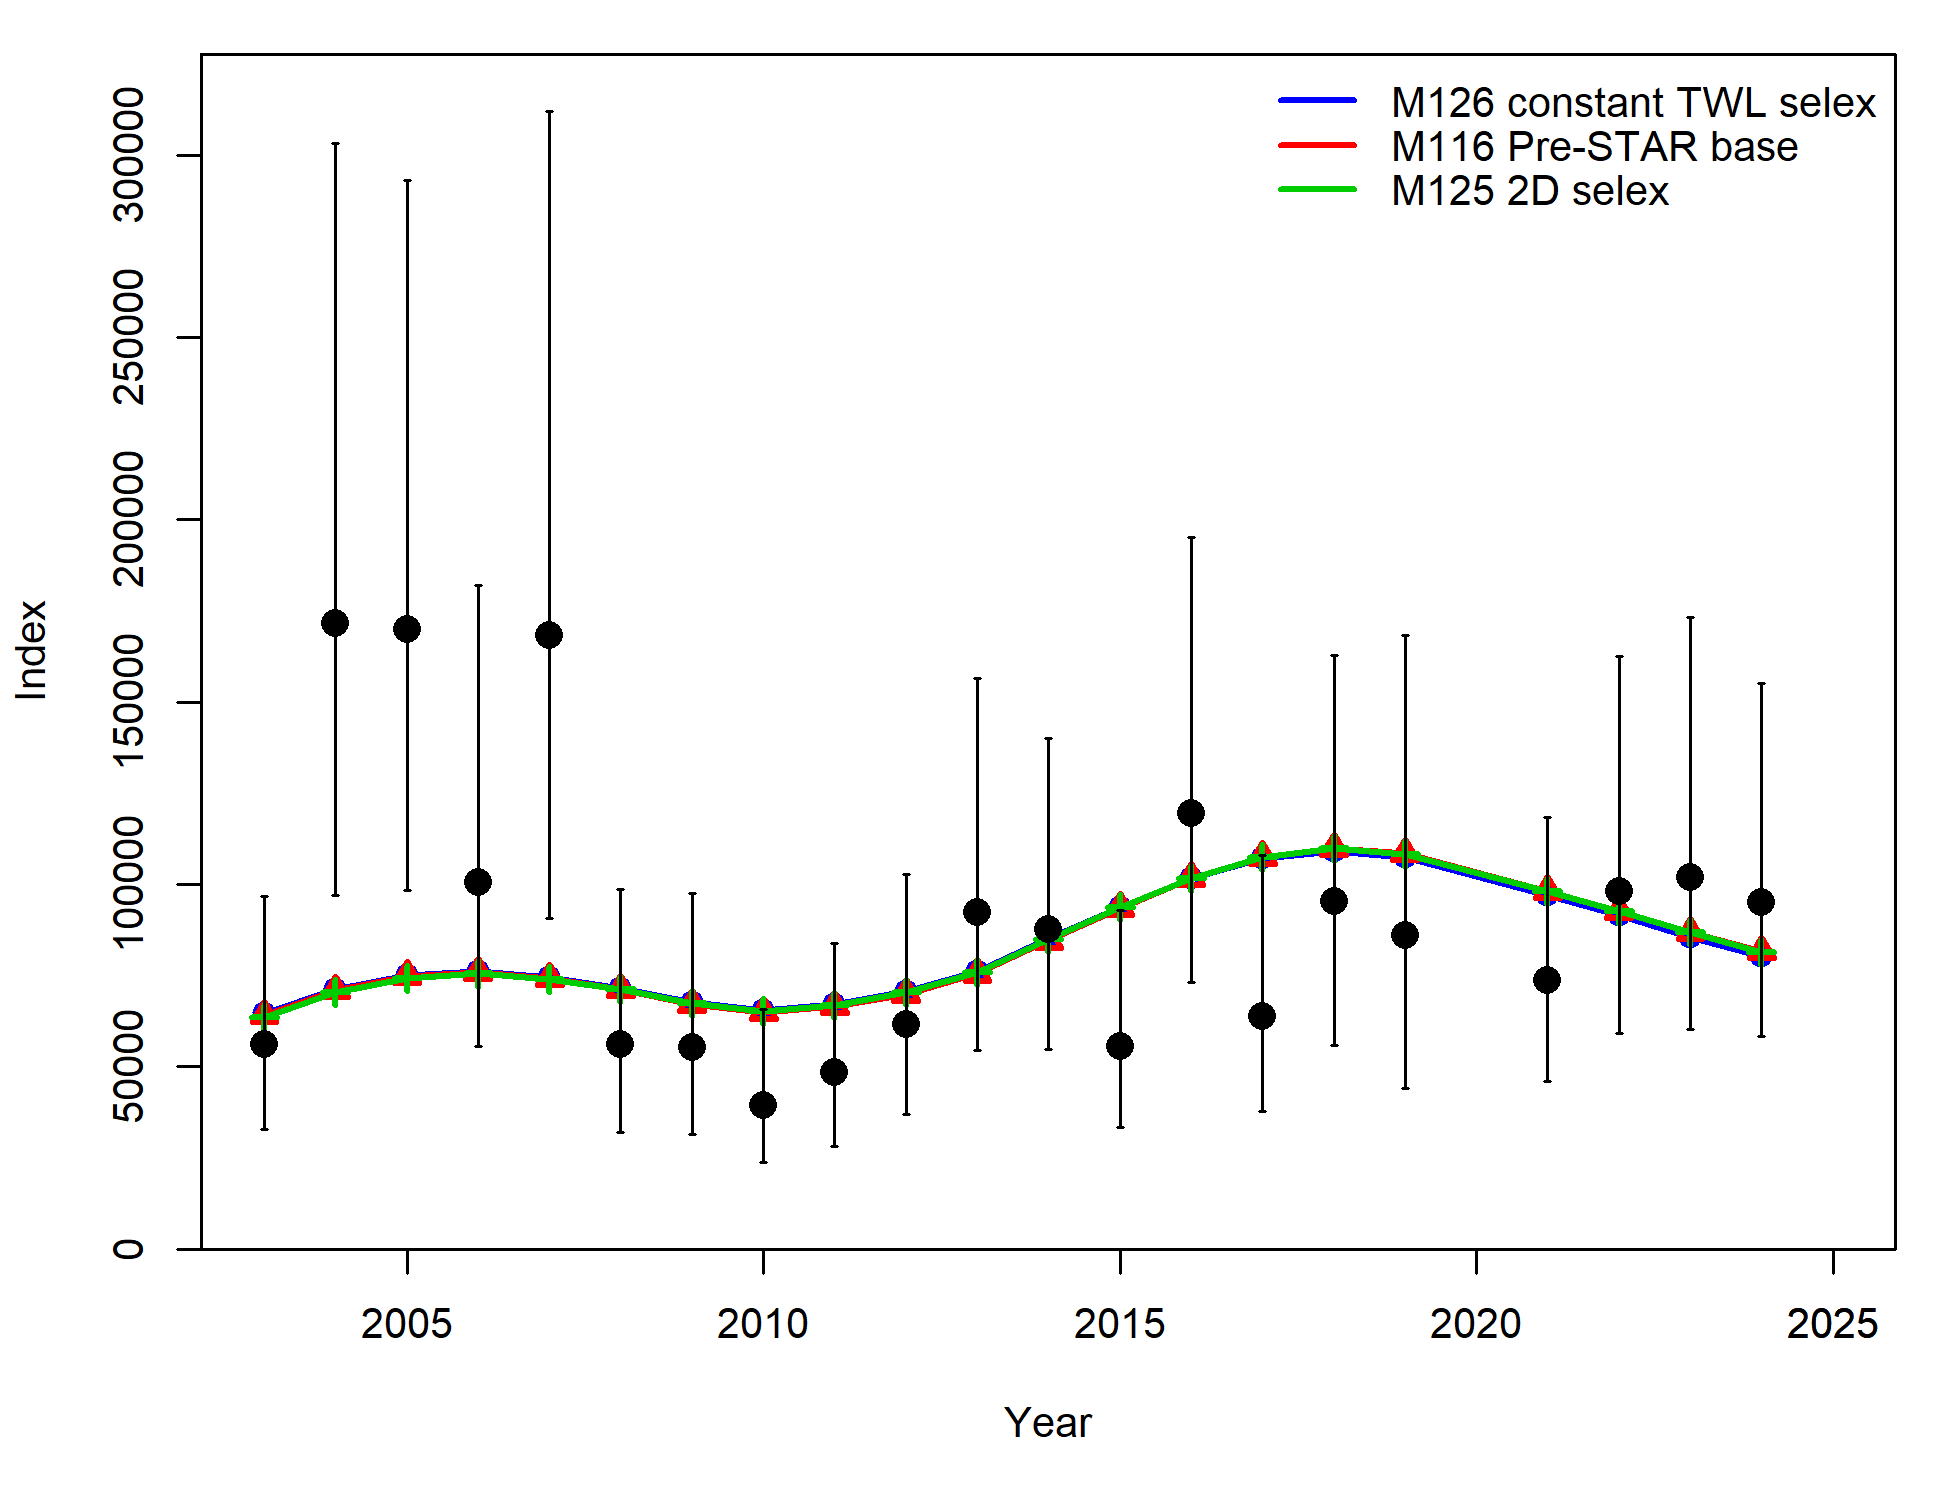 M126 constant TWL selex
M116 Pre-STAR base
M125 2D selex
300000
250000
200000
150000
100000
50000
0
Index
2005 2010 2015 2020 2025
Year